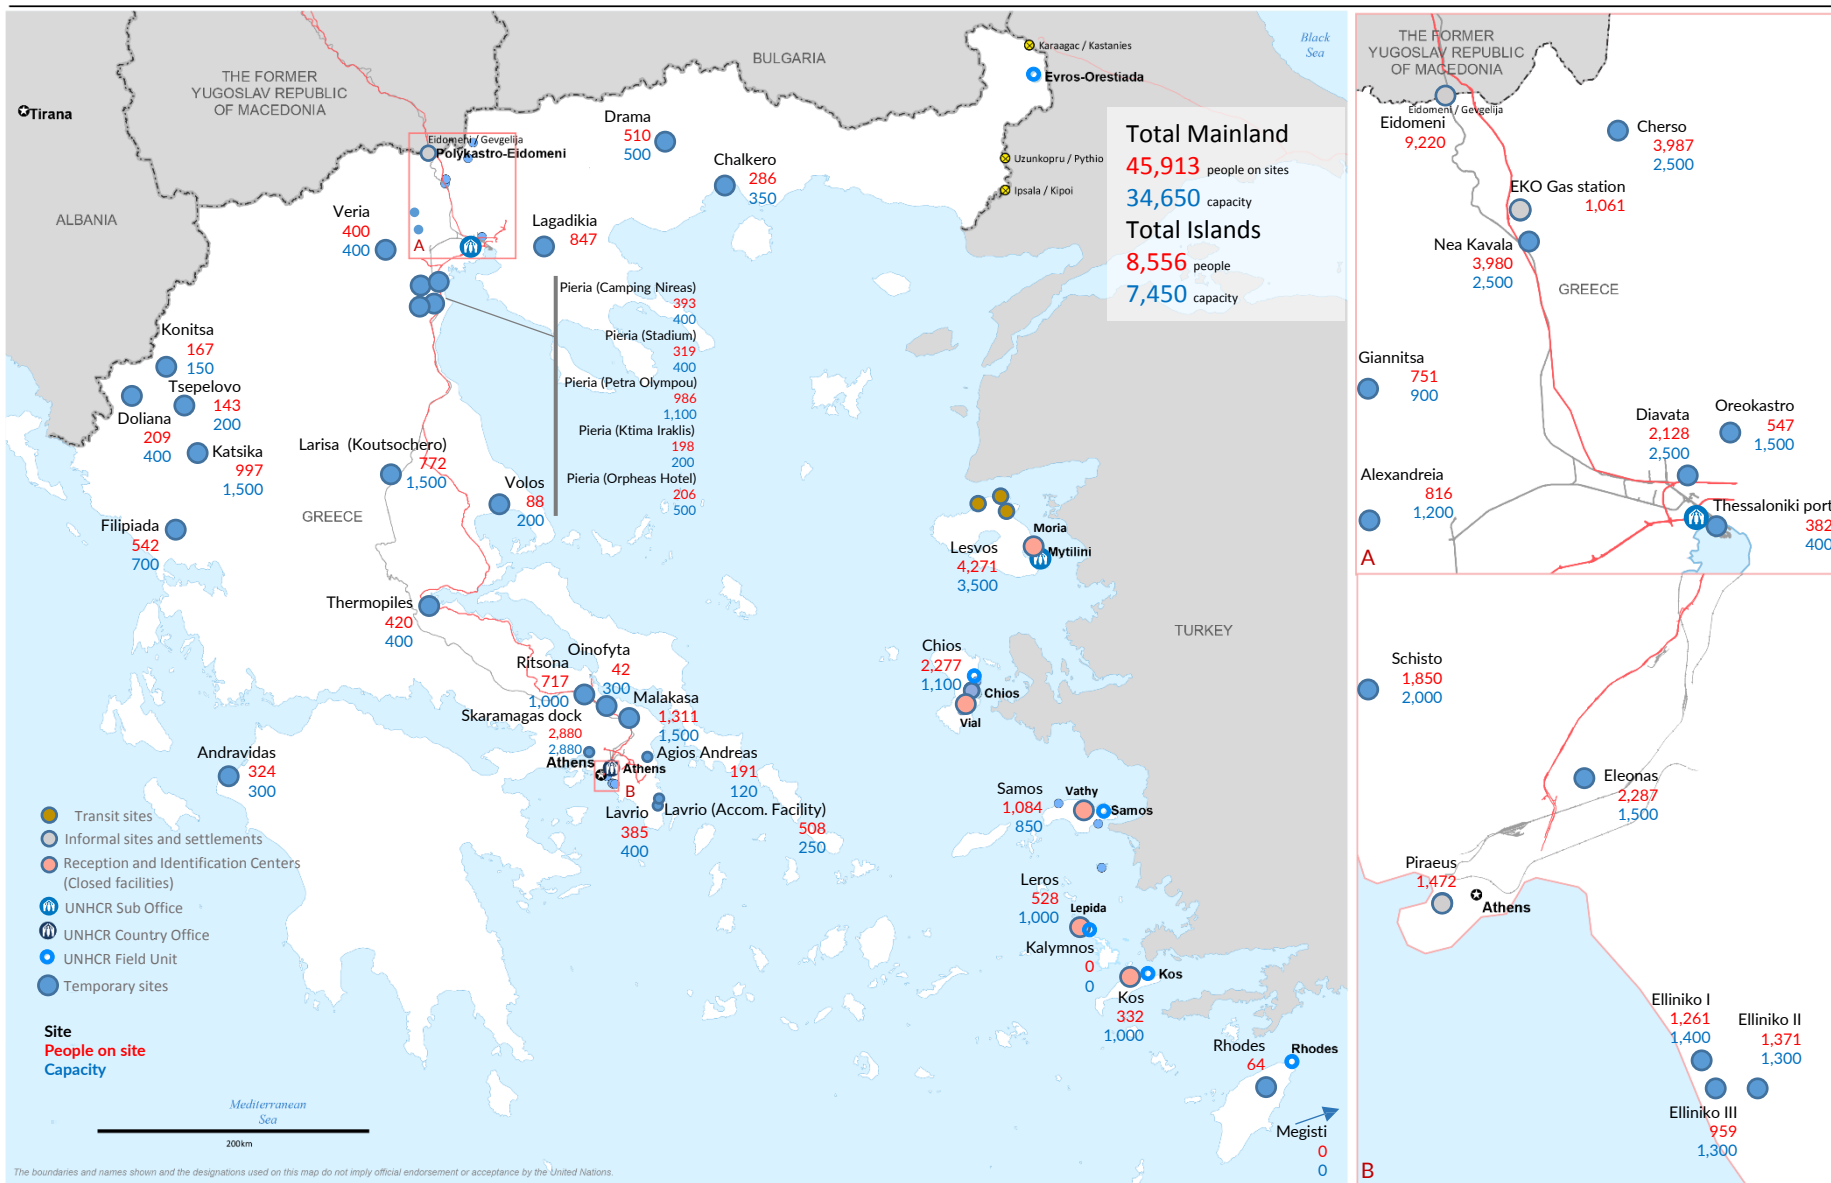 THE FORMER
YUGOSLAV REPUBLIC
OF MACEDONIA
BULGARIA
Black
Sea
Karaagac / Kastanies
Evros-Orestiada
Tirana
ALBANIA
Eidomeni / Gevgelija
Polykastro-Eidomeni
Drama
510
500
Chalkero
286
350
Uzunkopru / Pythio
Ipsala / Kipoi
Total Mainland
45,913 people on sites
34,650 capacity
Total Islands
8,556 people
7,450 capacity
Veria
400
400
A
Lagadikia
847
Pieria (Camping Nireas)
393
400
Pieria (Stadium)
319
400
Pieria (Petra Olympou)
986
1,100
Pieria (Ktima Iraklis)
198
200
Pieria (Orpheas Hotel)
206
500
Konitsa
167
150
Tsepelovo
143
200
Doliana
209
400
Katsika
997
1,500
Larisa (Koutsochero)
772
1,500
Volos
88
200
GREECE
Filipiada
542
700
Thermopiles
420
400
Oinofyta
42
300
Ritsona
717
1,000
Malakasa
1,311
1,500
Skaramagas dock
2,880
2,880
Agios Andreas
191
120
Athens
Athens
B
Lavrio (Accom. Facility)
508
250
Lavrio
385
400
Andravidas
324
300
Moria
Mytilini
Lesvos
4,271
3,500
TURKEY
Chios
2,277
1,100
Chios
Vial
Samos
1,084
850
Vathy
Samos
Leros
528
1,000
Lepida
Kalymnos
0
0
Kos
Kos
332
1,000
Rhodes
64
Rhodes
Megisti
0
0
Transit sites
Informal sites and settlements
Reception and Identification Centers
(Closed facilities)
UNHCR Sub Office
UNHCR Country Office
UNHCR Field Unit
Temporary sites
Site
People on site
Capacity
Mediterranean
Sea
200km
The boundaries and names shown and the designations used on this map do not imply official endorsement or acceptance by the United Nations.
THE FORMER
YUGOSLAV REPUBLIC
OF MACEDONIA
Eidomeni / Gevgelija
Eidomeni
9,220
Cherso
3,987
2,500
EKO Gas station
1,061
Nea Kavala
3,980
2,500
GREECE
Giannitsa
751
900
Diavata
2,128
2,500
Oreokastro
547
1,500
Alexandreia
816
1,200
Thessaloniki port
382
400
A
Schisto
1,850
2,000
Eleonas
2,287
1,500
Piraeus
1,472
Athens
Elliniko I
1,261
1,400
Elliniko II
1,371
1,300
Elliniko III
959
1,300
B